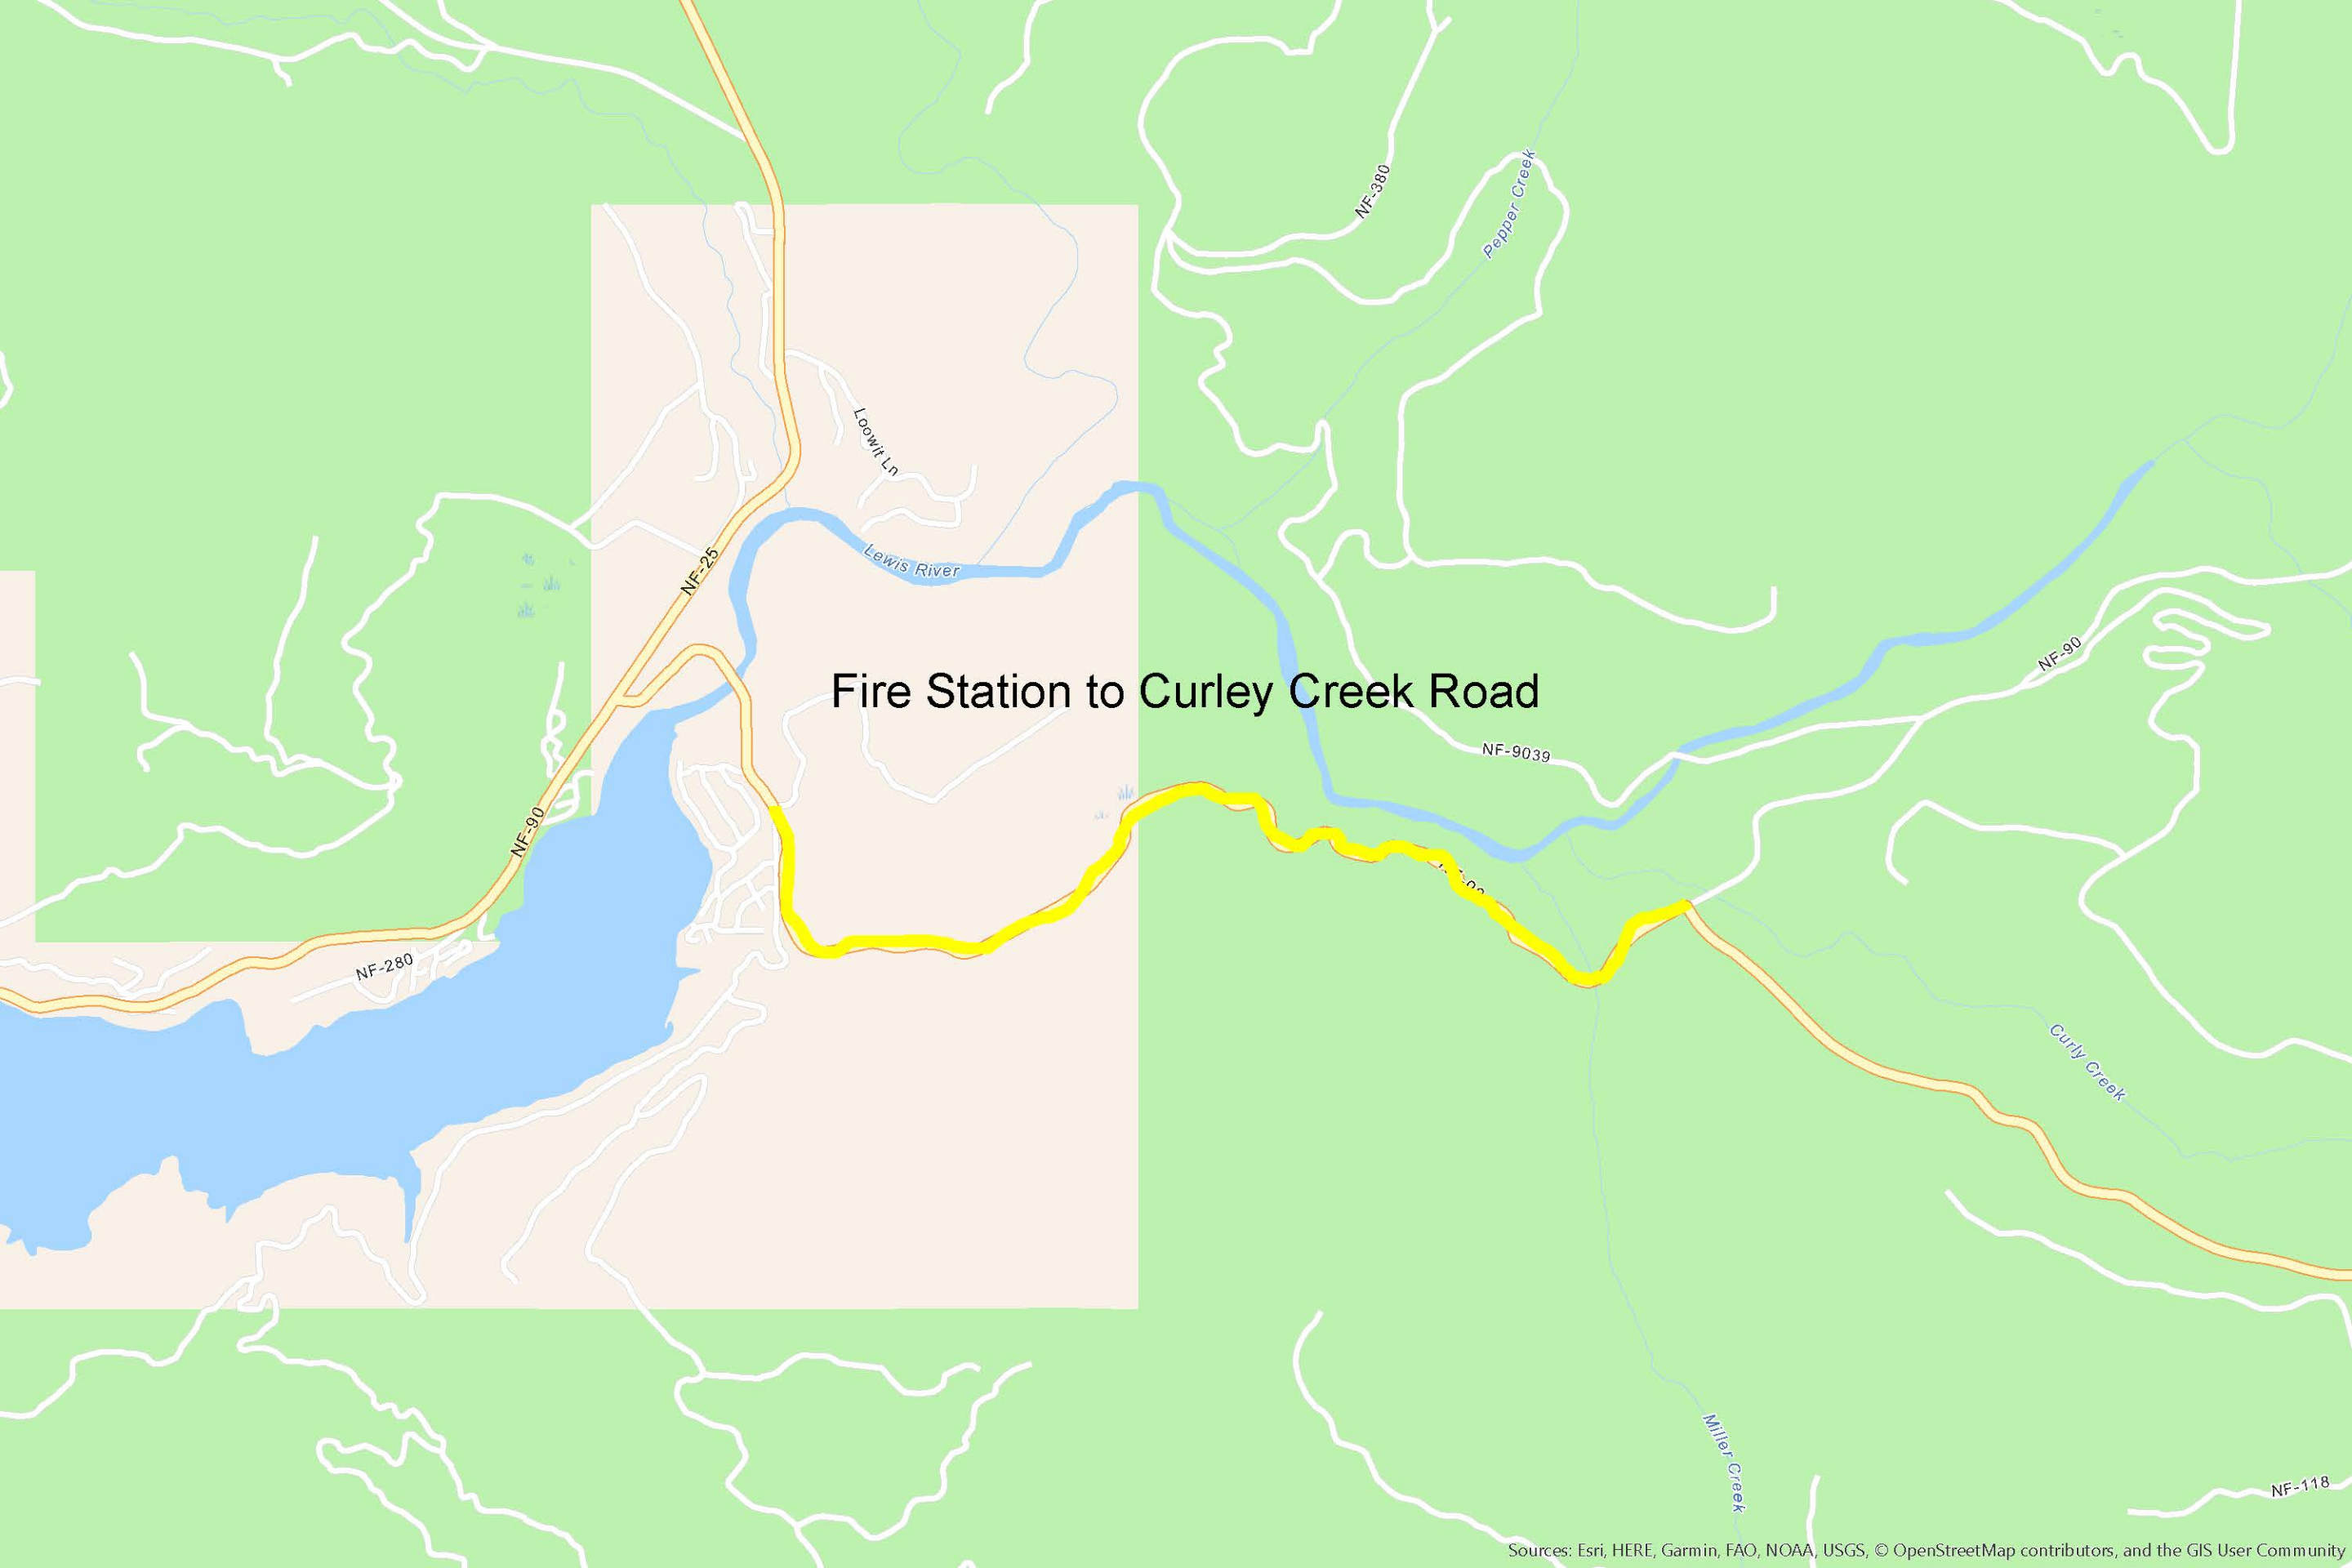 NF-380
Pepper Creek
Loowit Ln
NF-25
Lewis River
Fire Station to Curley Creek Road
NF-90
NF-9039
NF-90
NF-280
Curly Creek
Miller Creek
NF-118
Sources: Esri, HERE, Garmin, FAO, NOAA, USGS, © OpenStreetMap contributors, and the GIS User Community